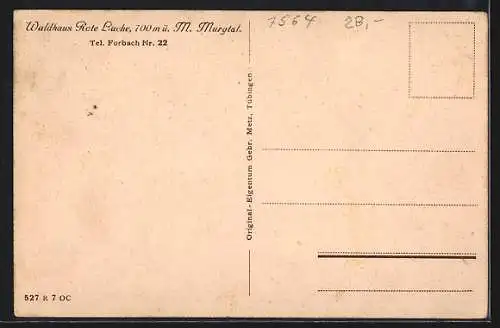 Waldhaus Rote Lache, 700 m ü. M. Murgtal.
Tel. Forbach Nr. 22
7564 28,-
Original-Eigentum Gebr. Metz, Tübingen.
527 R 7 OC